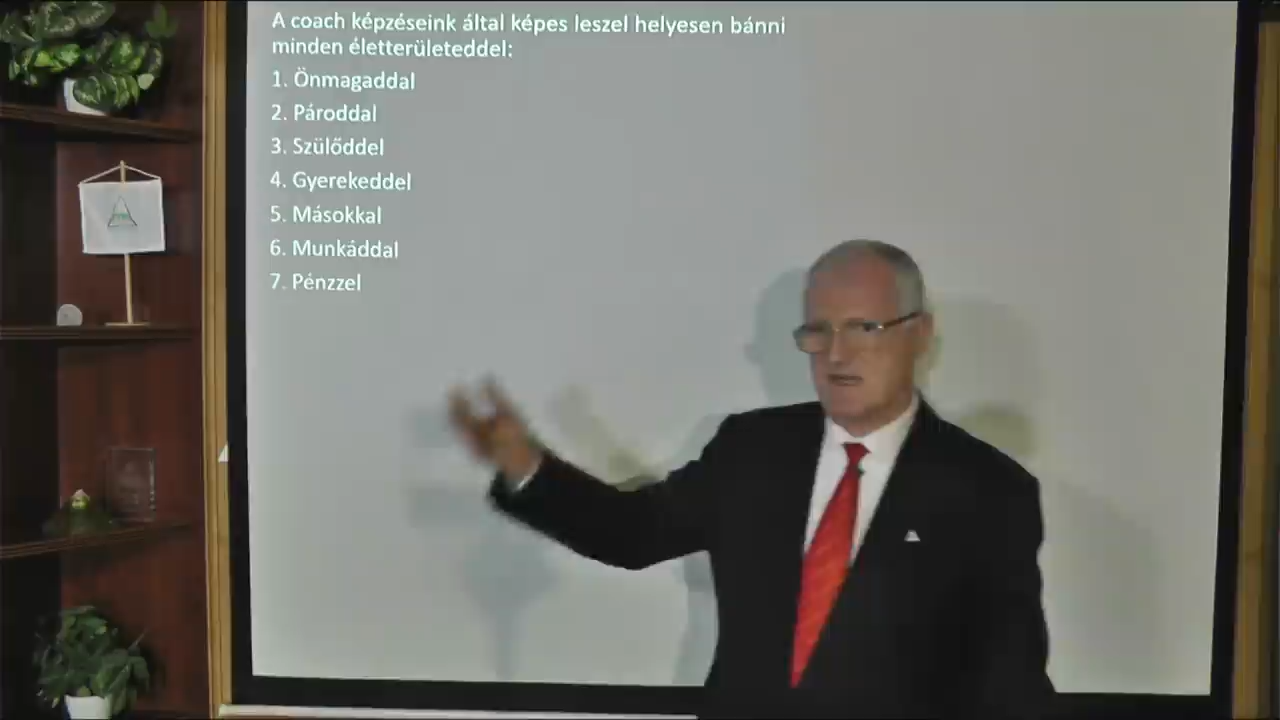 A coach képzéseink által képes leszel helyesen bánni
minden életterületeddel:
1. Önmagaddal
2. Pároddal
3. Szülőddel
4. Gyerekeddel
5. Másokkal
6. Munkáddal
7. Pénzzel